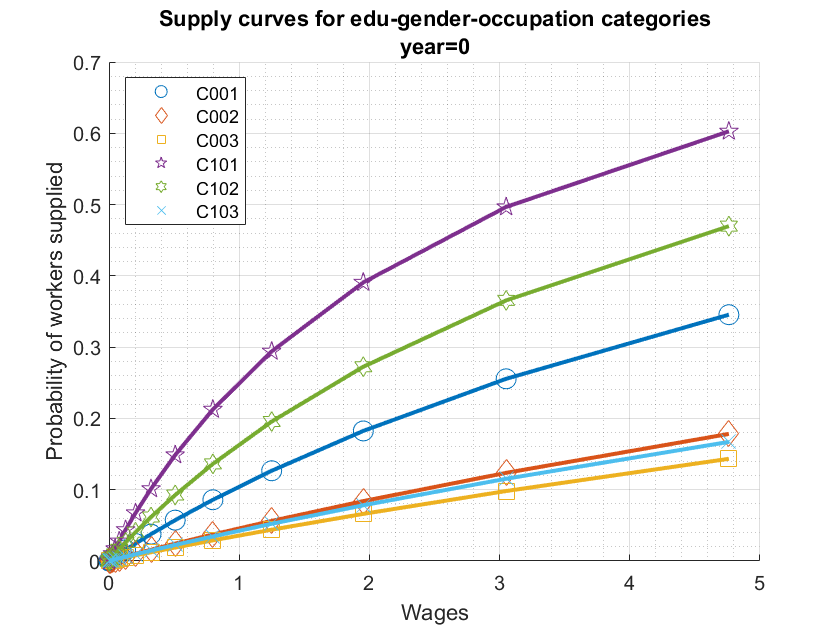 Supply curves for edu-gender-occupation categories
year=0
Probability of workers supplied
0.7
0.6
0.5
0.4
0.3
0.2
0.1
0
C001
C002
C003
C101
C102
C103
0 1 2 3 4 5
Wages